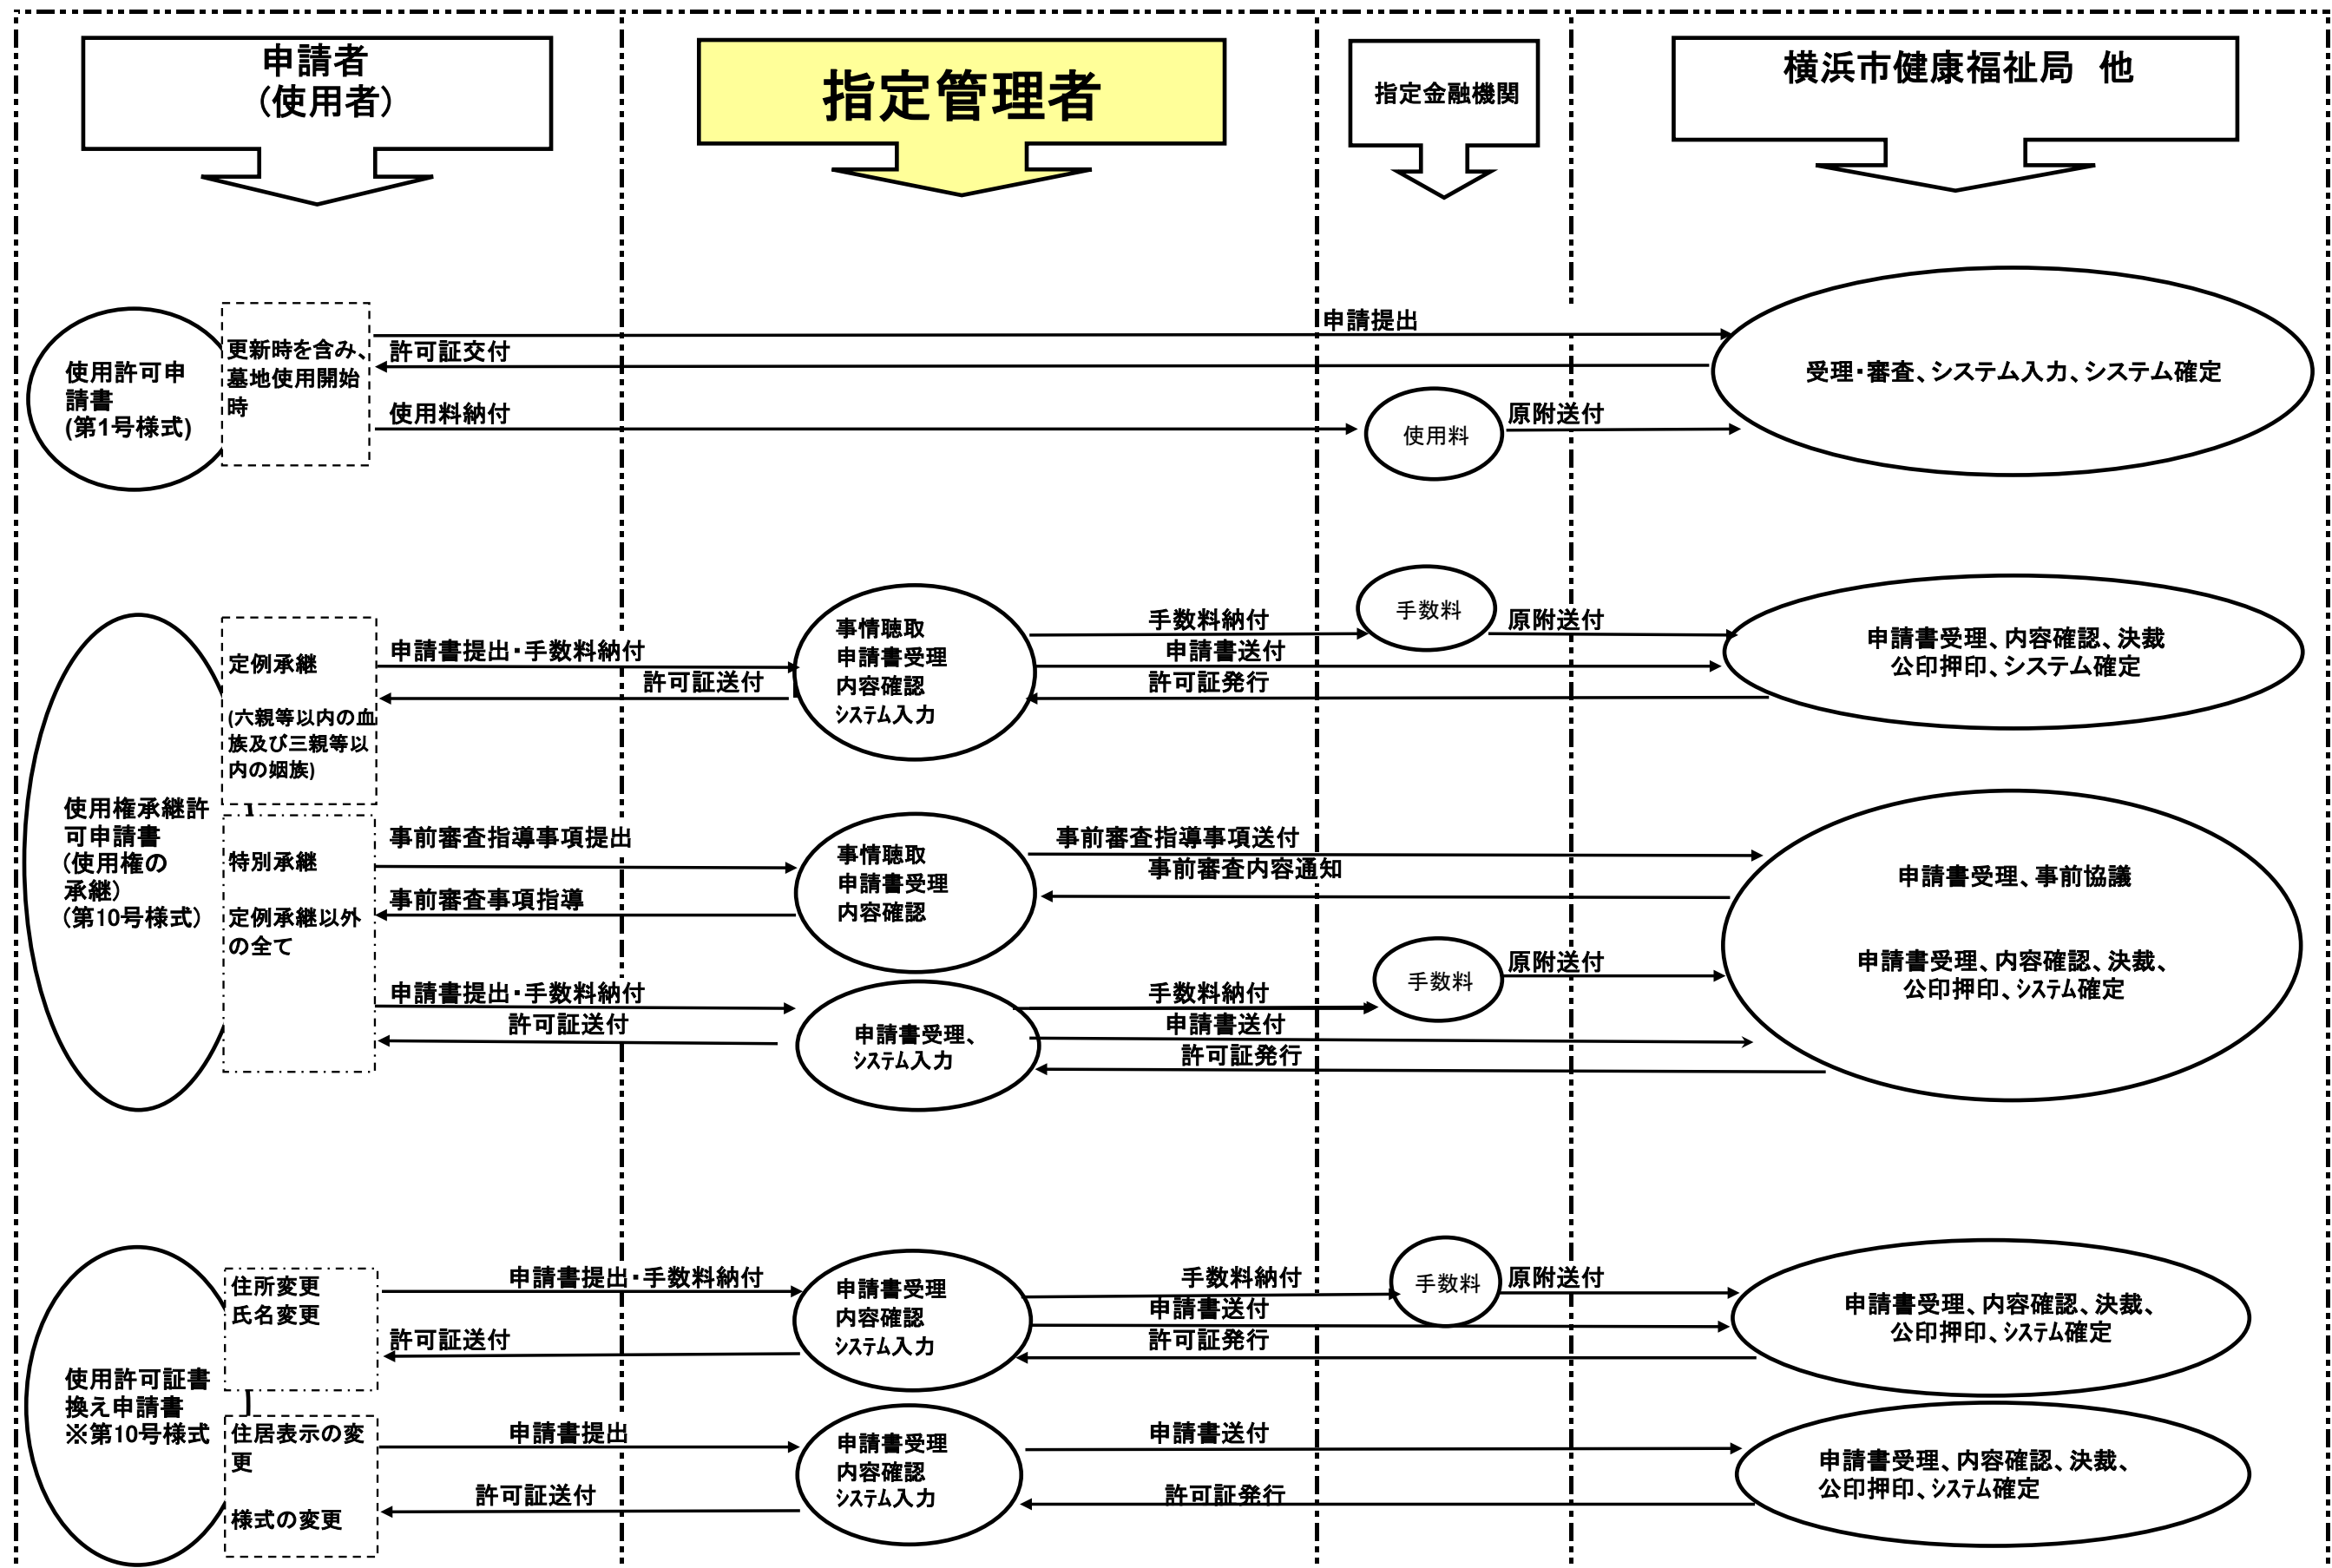 申請者
（使用者）
指定管理者
指定金融機関
横浜市健康福祉局　他
使用許可申
請書
(第1号様式)
更新時を含み、
墓地使用開始
時
申請提出
許可証交付
使用料納付
使用料
原附送付
受理・審査、システム入力、システム確定
使用権承継許
可申請書
（使用権の
承継）
（第10号様式）
定例承継
(六親等以内の血
族及び三親等以
内の姻族)
申請書提出・手数料納付
許可証送付
事情聴取
申請書受理
内容確認
システム入力
手数料納付
申請書送付
許可証発行
手数料
原附送付
申請書受理、内容確認、決裁
公印押印、システム確定
特別承継
定例承継以外
の全て
事前審査指導事項提出
事前審査事項指導
事情聴取
申請書受理
内容確認
事前審査指導事項送付
事前審査内容通知
申請書受理、事前協議
申請書提出・手数料納付
許可証送付
申請書受理、
システム入力
手数料納付
申請書送付
許可証発行
手数料
原附送付
申請書受理、内容確認、決裁、
公印押印、システム確定
使用許可証書
換え申請書
※第10号様式
住所変更
氏名変更
申請書提出・手数料納付
許可証送付
申請書受理
内容確認
システム入力
手数料納付
申請書送付
許可証発行
手数料
原附送付
申請書受理、内容確認、決裁、
公印押印、システム確定
住居表示の変
更
様式の変更
申請書提出
許可証送付
申請書受理
内容確認
システム入力
申請書送付
許可証発行
申請書受理、内容確認、決裁、
公印押印、システム確定